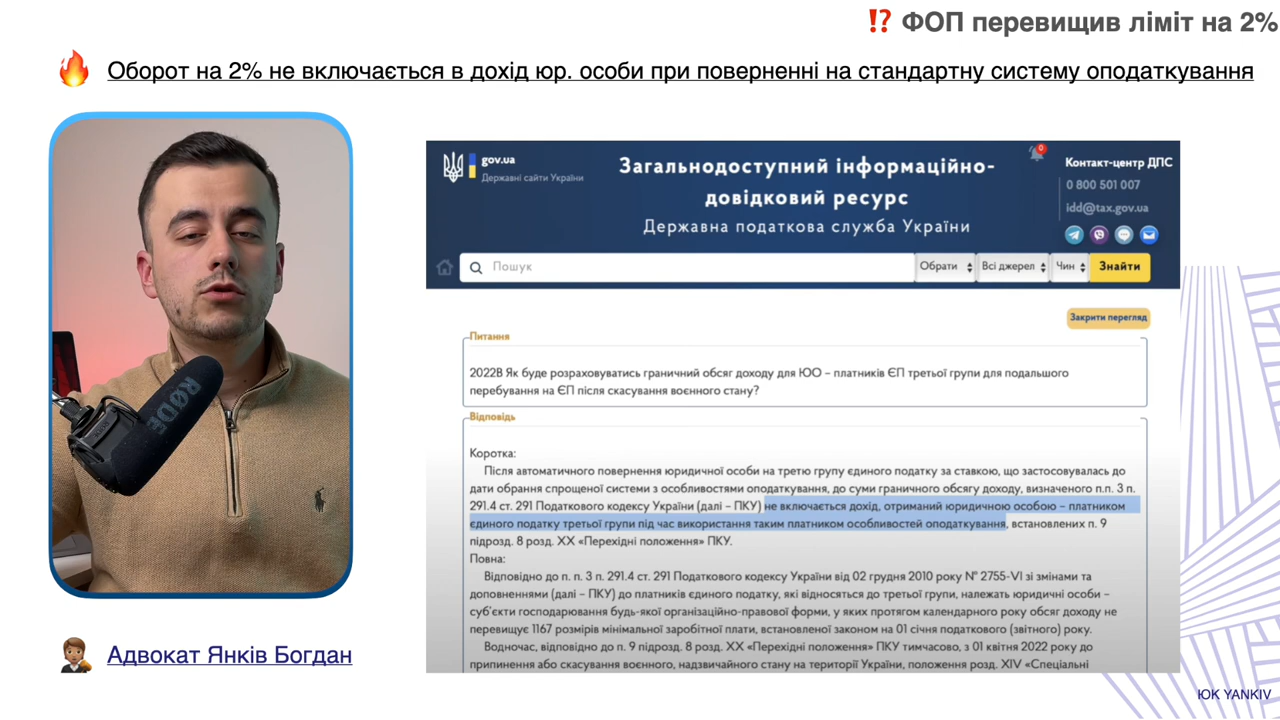 ⁉️ ФОП перевищив ліміт на 2%
🔥 Оборот на 2% не включається в дохід юр. особи при поверненні на стандартну систему оподаткування
gov.ua
Державні сайти України
Загальнодоступний інформаційно-
довідковий ресурс
Державна податкова служба України
0
Контакт-центр ДПС
0 800 501 007
idd@tax.gov.ua
Пошук
Обрати
Всі джерел
Чин
Знайти
Закрити перегляд
Питання
2022В Як буде розраховуватись граничний обсяг доходу для ЮО – платників ЄП третьої групи для подальшого
перебування на ЄП після скасування воєнного стану?
Відповідь
Коротка:
Після автоматичного повернення юридичної особи на третю групу єдиного податку за ставкою, що застосовувалась до
дати обрання спрощеної системи з особливостями оподаткування, до суми граничного обсягу доходу, визначеного п.п. 3 п.
291.4 ст. 291 Податкового кодексу України (далі – ПКУ) не включається дохід, отриманий юридичною особою – платником
єдиного податку третьої групи під час використання таким платником особливостей оподаткування, встановлених п. 9
підрозд. 8 розд. XX «Перехідні положення» ПКУ.
Повна:
Відповідно до п. п. 3 п. 291.4 ст. 291 Податкового кодексу України від 02 грудня 2010 року № 2755-VI зі змінами та
доповненнями (далі – ПКУ) до платників єдиного податку, які відносяться до третьої групи, належать юридичні особи –
суб'єкти господарювання будь-якої організаційно-правової форми, у яких протягом календарного року обсяг доходу не
перевищує 1167 розмірів мінімальної заробітної плати, встановленої законом на 01 січня податкового (звітного) року.
Водночас, відповідно до п. 9 підрозд. 8 розд. XX «Перехідні положення» ПКУ тимчасово, з 01 квітня 2022 року до
припинення або скасування воєнного, надзвичайного стану на території України, положення розд. XIV «Спеціальні
RØDE
Адвокат Янків Богдан
ЮК YANKIV